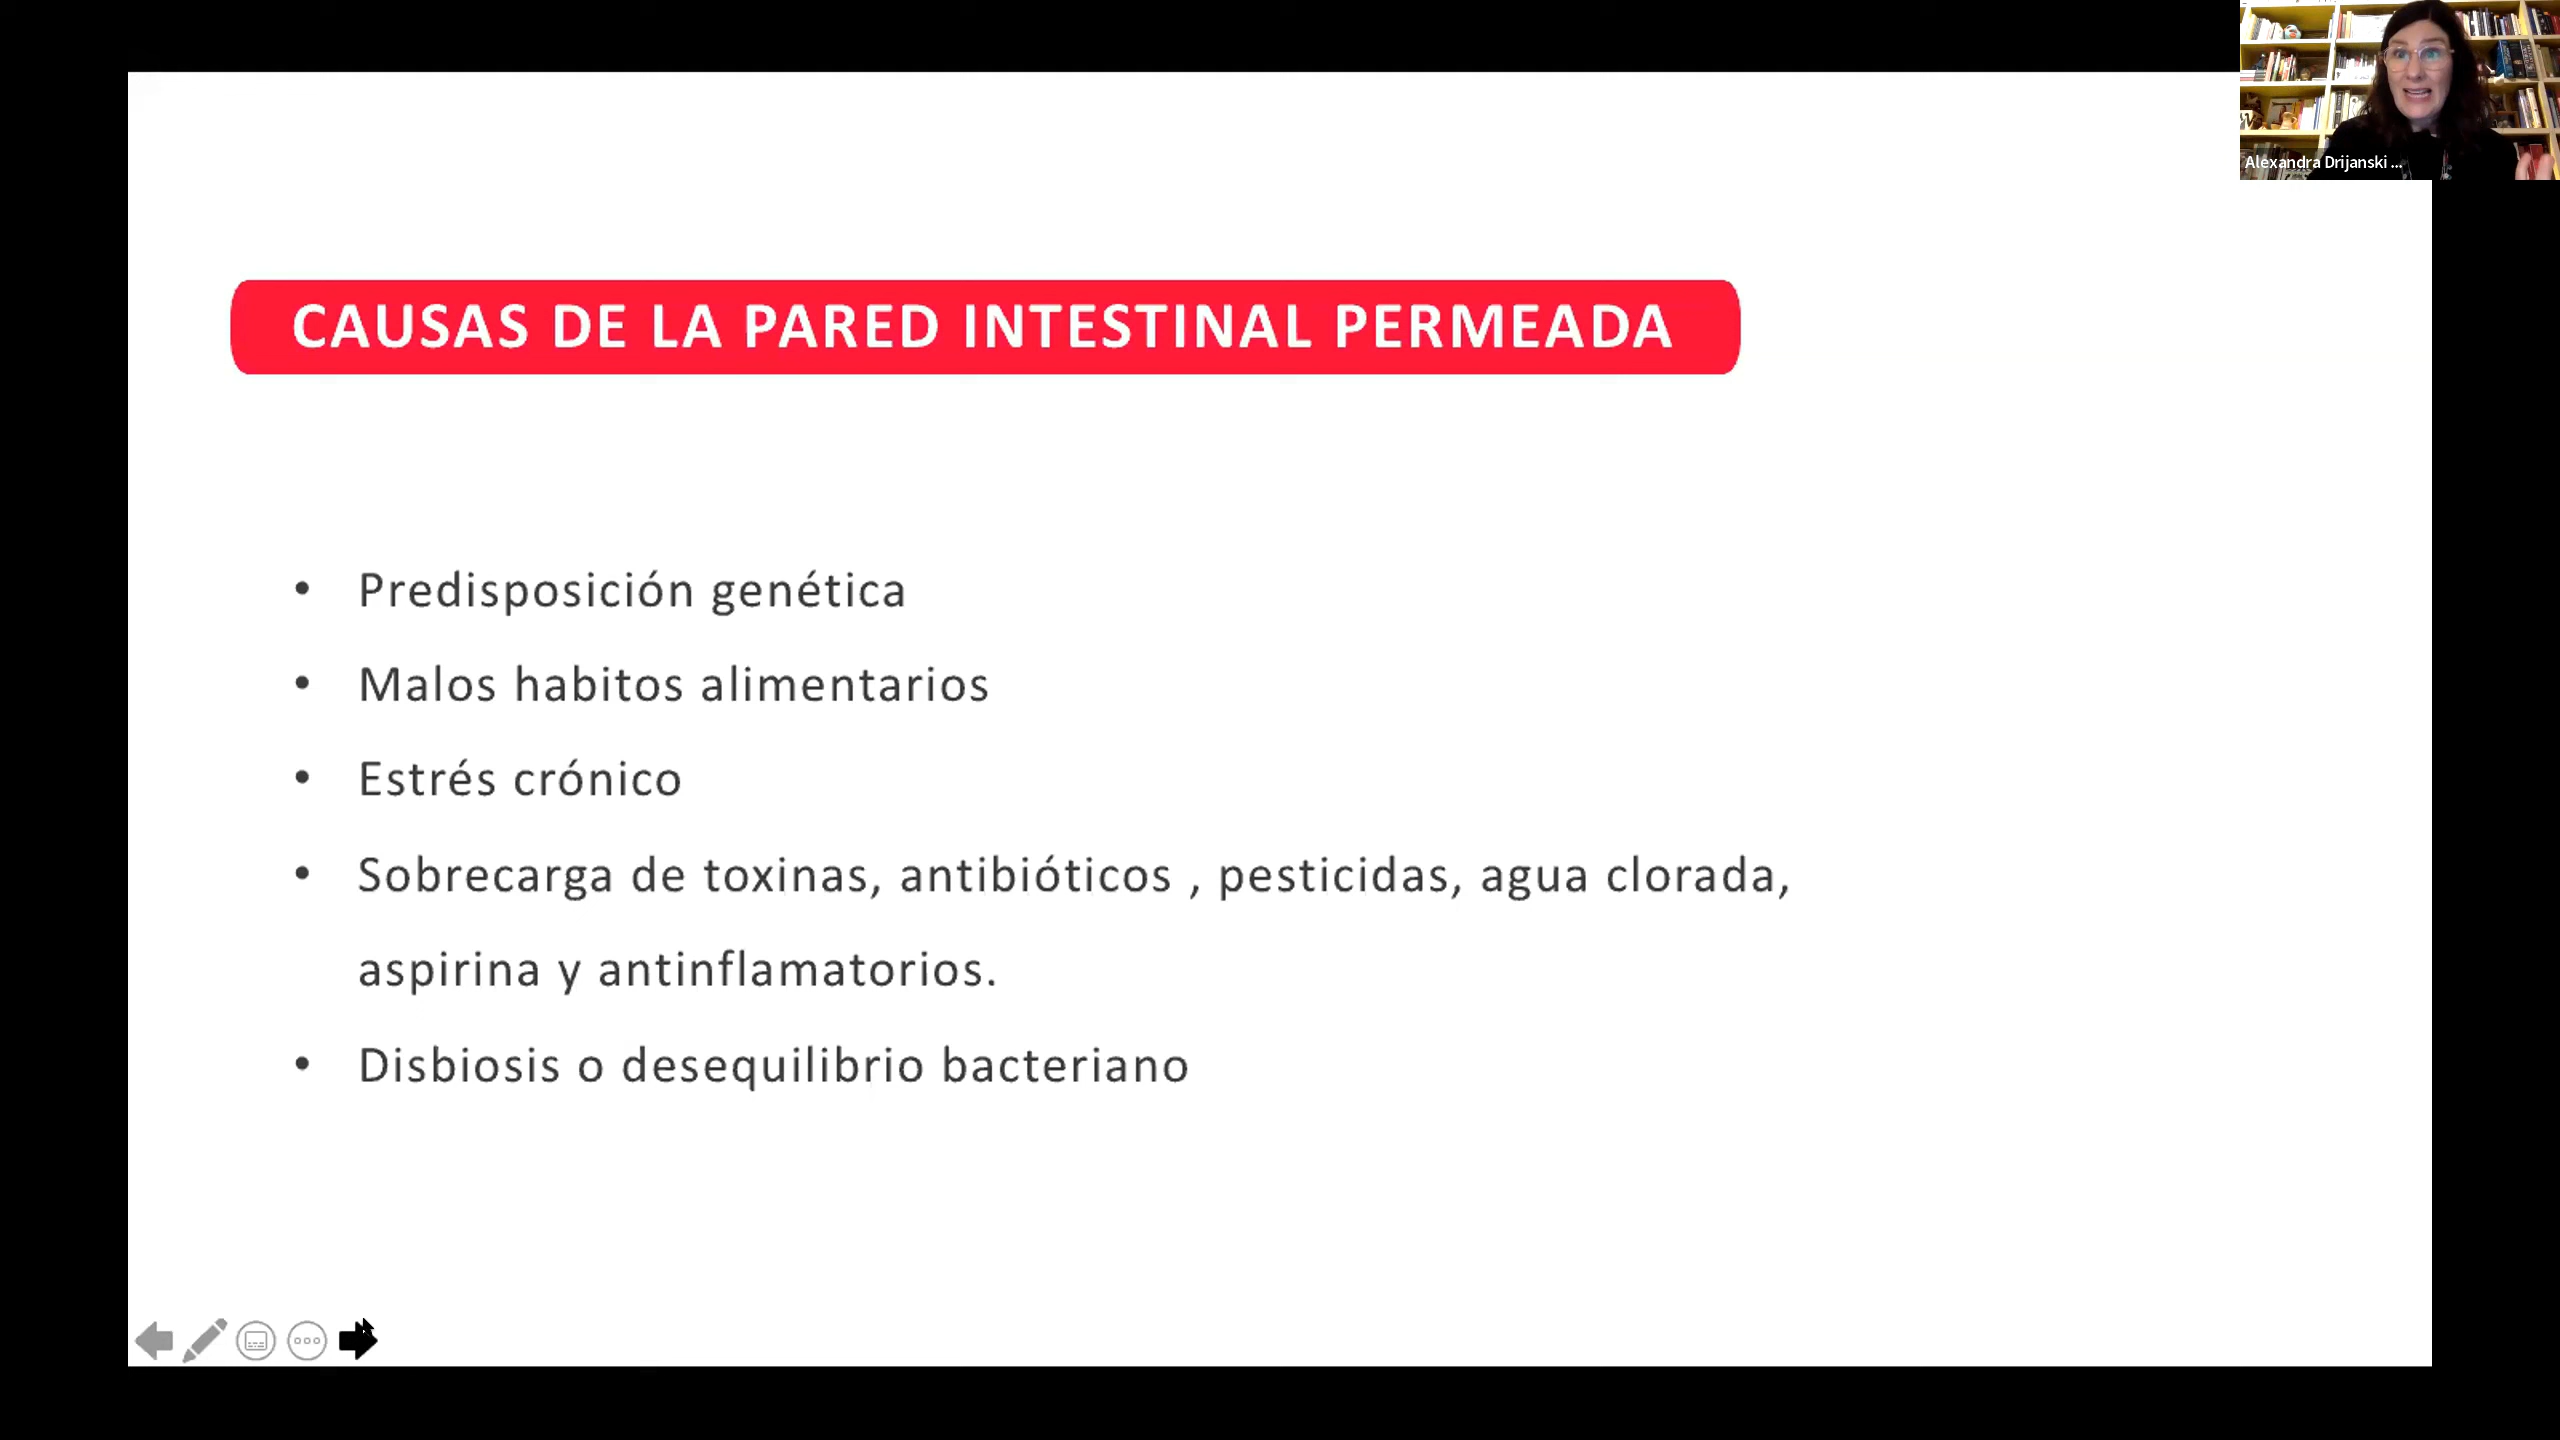 Alexandra Drijanski ...
CAUSAS DE LA PARED INTESTINAL PERMEADA
• Predisposición genética
• Malos habitos alimentarios
• Estrés crónico
• Sobrecarga de toxinas, antibióticos , pesticidas, agua clorada,
aspirina y antinflamatorios.
• Disbiosis o desequilibrio bacteriano